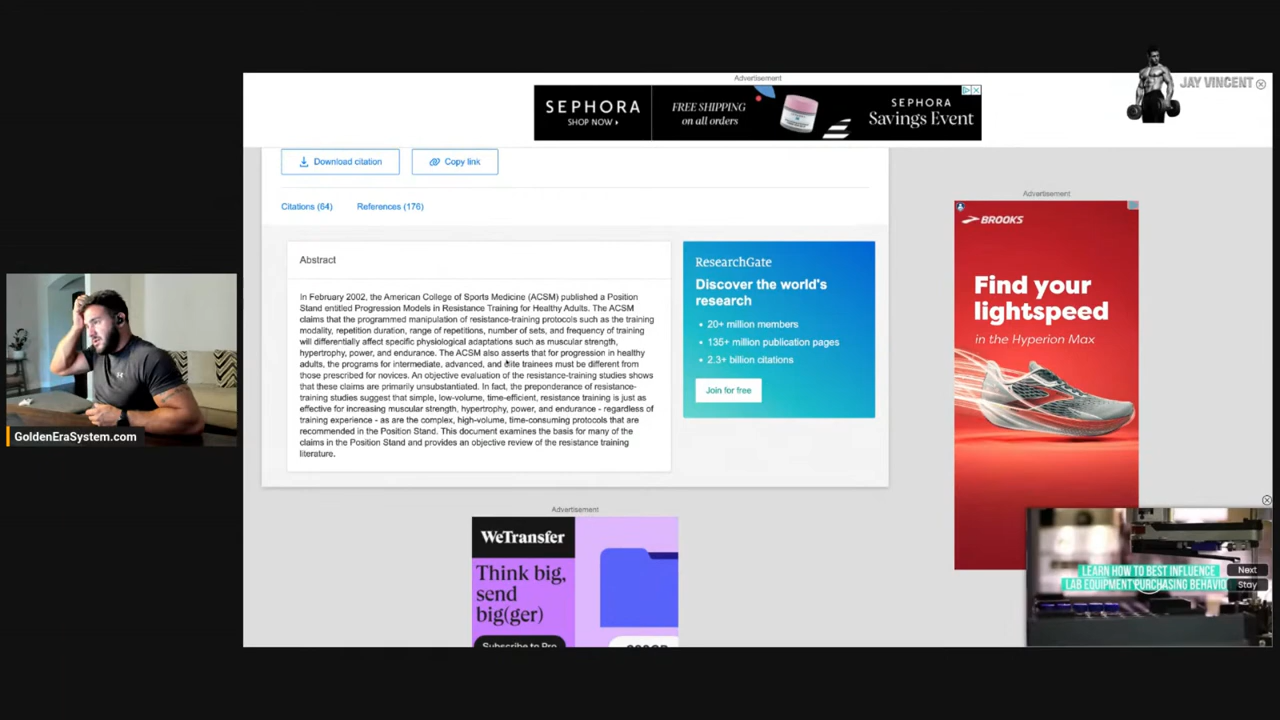 Advertisement
SEPHORA
SHOP NOW
FREE SHIPPING
on all orders
SEPHORA
Savings Event
JAY VINCENT
Download citation
Copy link
Citations (64)
References (176)
Abstract
In February 2002, the American College of Sports Medicine (ACSM) published a Position
Stand entitled Progression Models in Resistance Training for Healthy Adults. The ACSM
claims that the programmed manipulation of resistance-training protocols such as the training
modality, repetition duration, range of repetitions, number of sets, and frequency of training
will differentially affect specific physiological adaptations such as muscular strength,
hypertrophy, power, and endurance. The ACSM also asserts that for progression in healthy
adults, the programs for intermediate, advanced, and elite trainees must be different from
those prescribed for novices. An objective evaluation of the resistance-training studies shows
that these claims are primarily unsubstantiated. In fact, the preponderance of resistance-
training studies suggest that simple, low-volume, time-efficient, resistance training is just as
effective for increasing muscular strength, hypertrophy, power, and endurance - regardless of
training experience - as are the complex, high-volume, time-consuming protocols that are
recommended in the Position Stand. This document examines the basis for many of the
claims in the Position Stand and provides an objective review of the resistance training
literature.
ResearchGate
Discover the world's
research
• 20+ million members
• 135+ million publication pages
• 2.3+ billion citations
Join for free
Advertisement
BROOKS
Find your
lightspeed
in the Hyperion Max
GoldenEraSystem.com
Advertisement
WeTransfer
Think big,
send
big(ger)
Subscribe to Pro
LEARN HOW TO BEST INFLUENCE
LAB EQUIPMENT PURCHASING BEHAVIO
Next
Stay